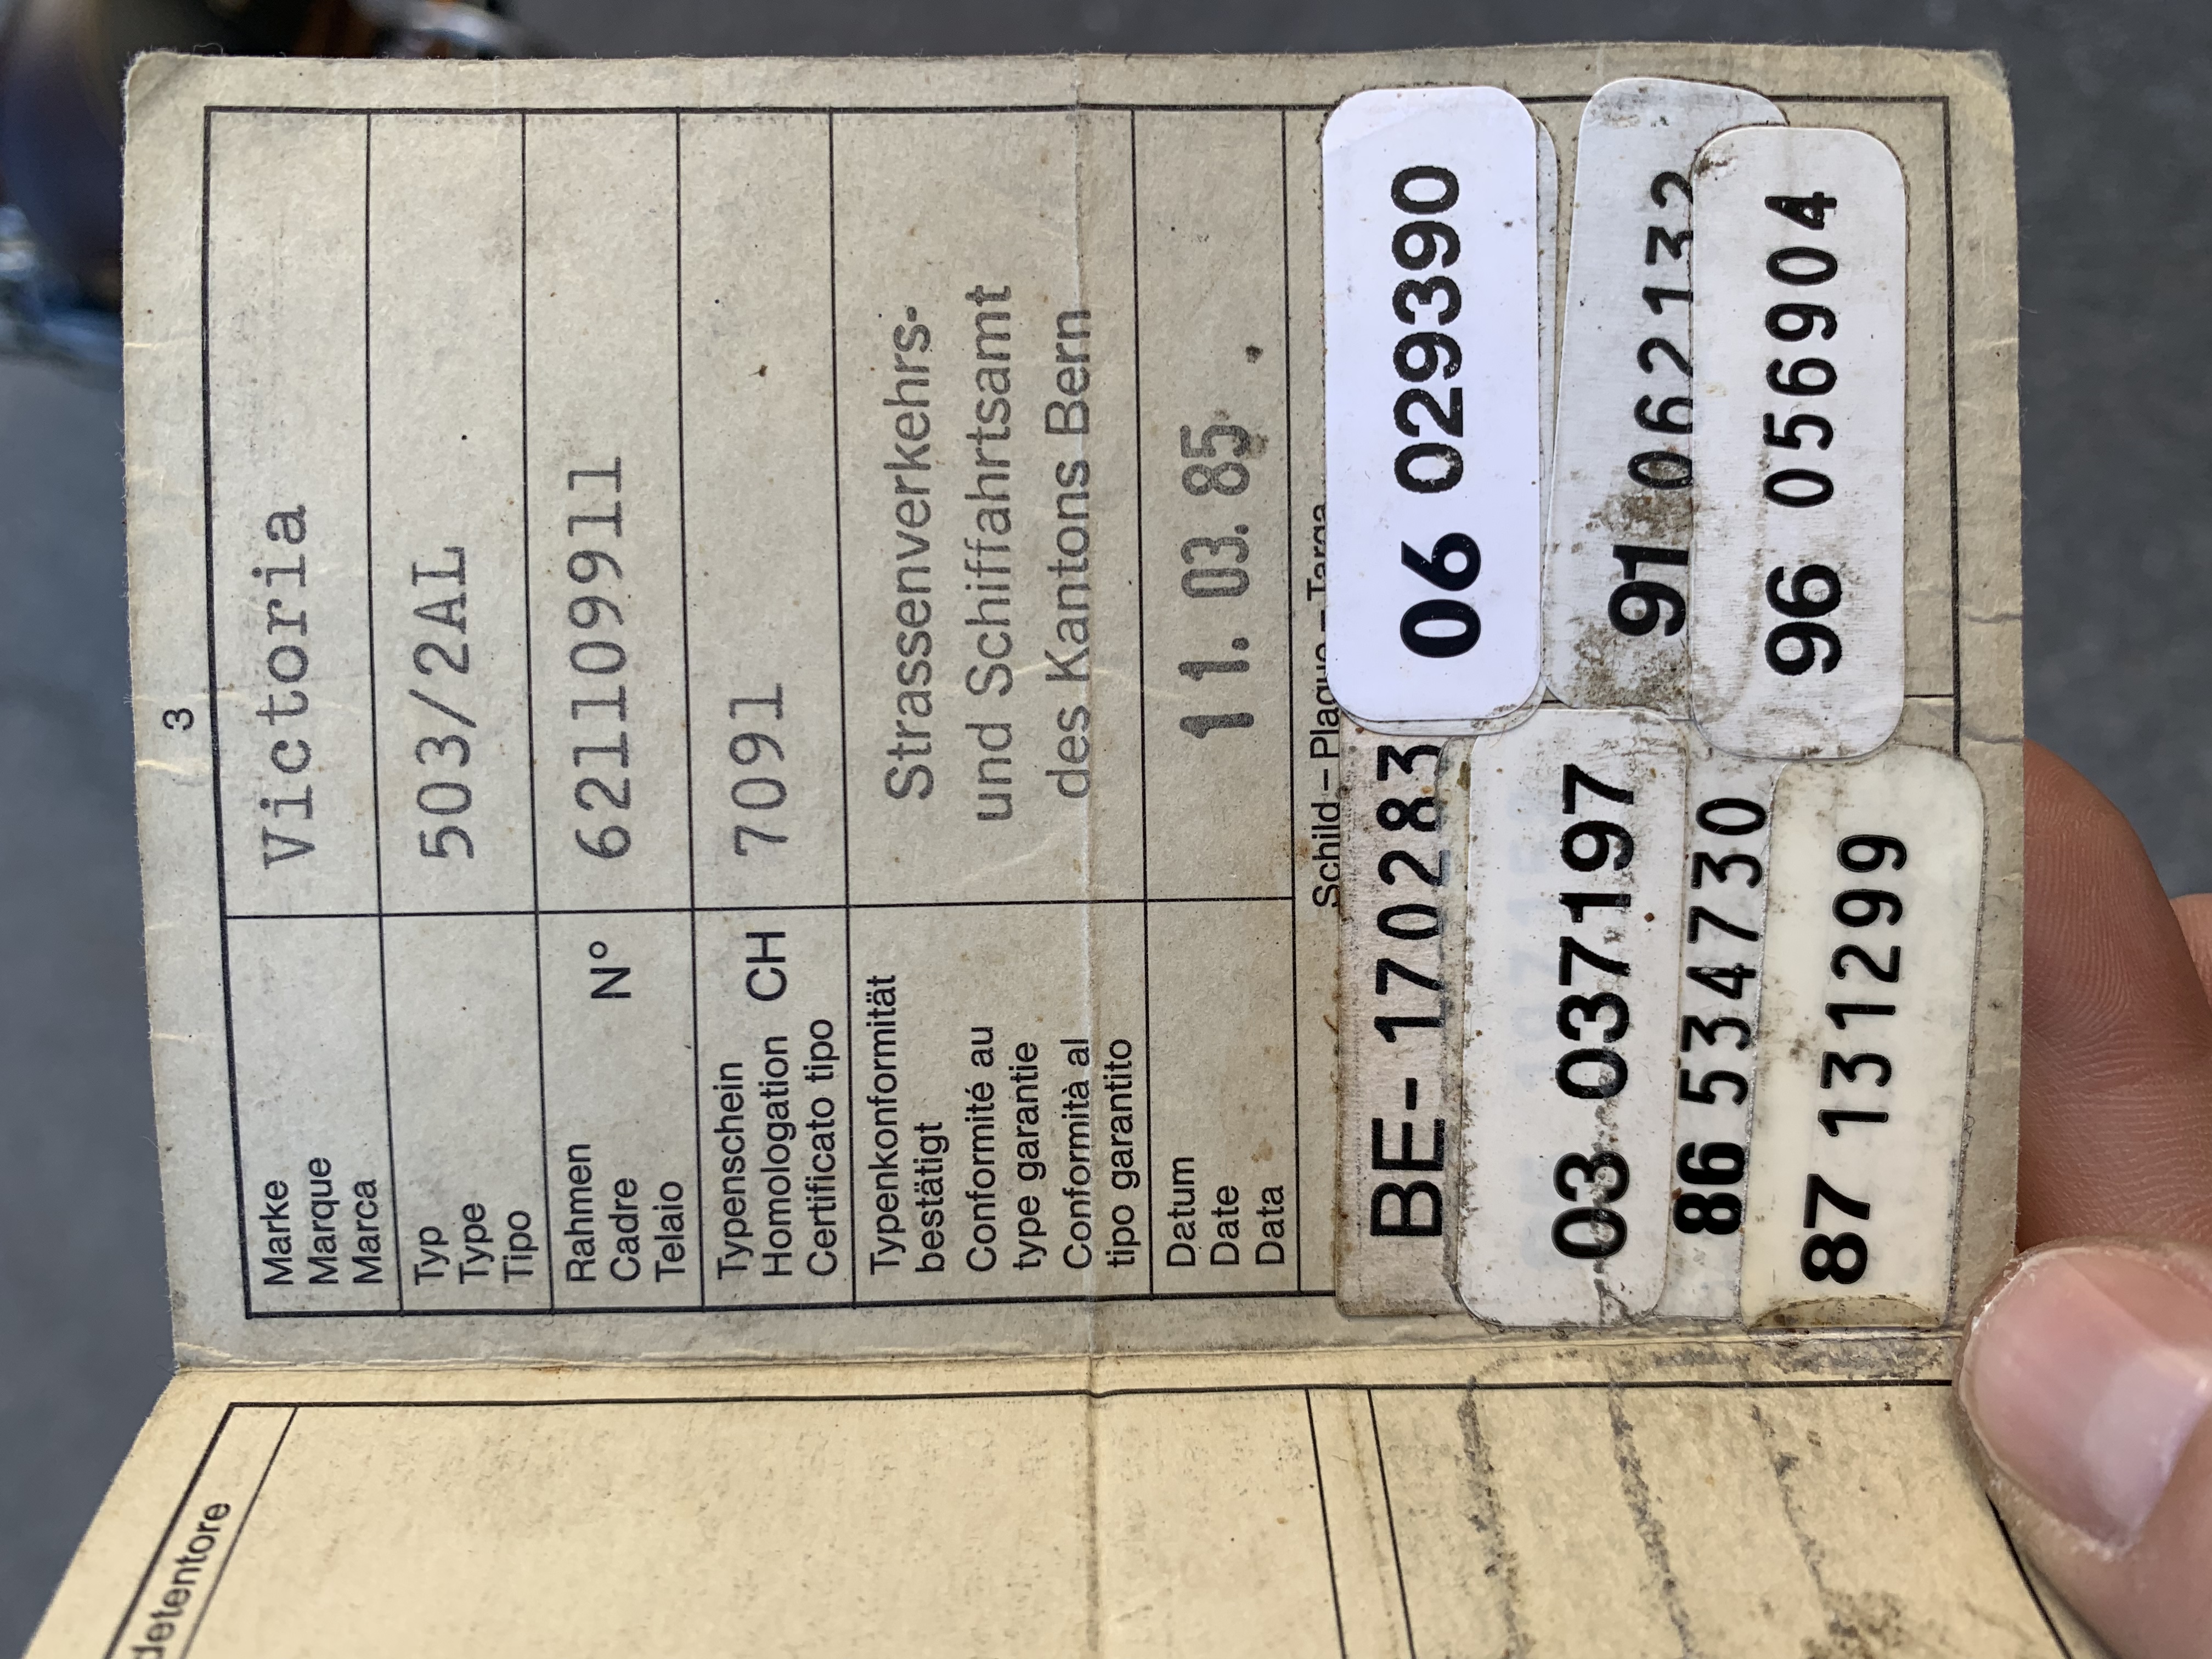 3
Marke
Marque
Marca
Victoria
Typ
Type
Tipo
503/2AL
Rahmen
Cadre N°
Telaio
621109911
Typenschein
Homologation CH
Certificato tipo
7091
Typenkonformität
bestätigt
Conformité au
type garantie
Conformità al
tipo garantito
Strassenverkehrs-
und Schiffahrtsamt
des Kantons Bern
Datum
Date
Data
11.03.85
Schild – Plaque – Targa
BE-170283
06 029390
03 037197
91 062132
86 534730
96 056904
87 131299
detentore